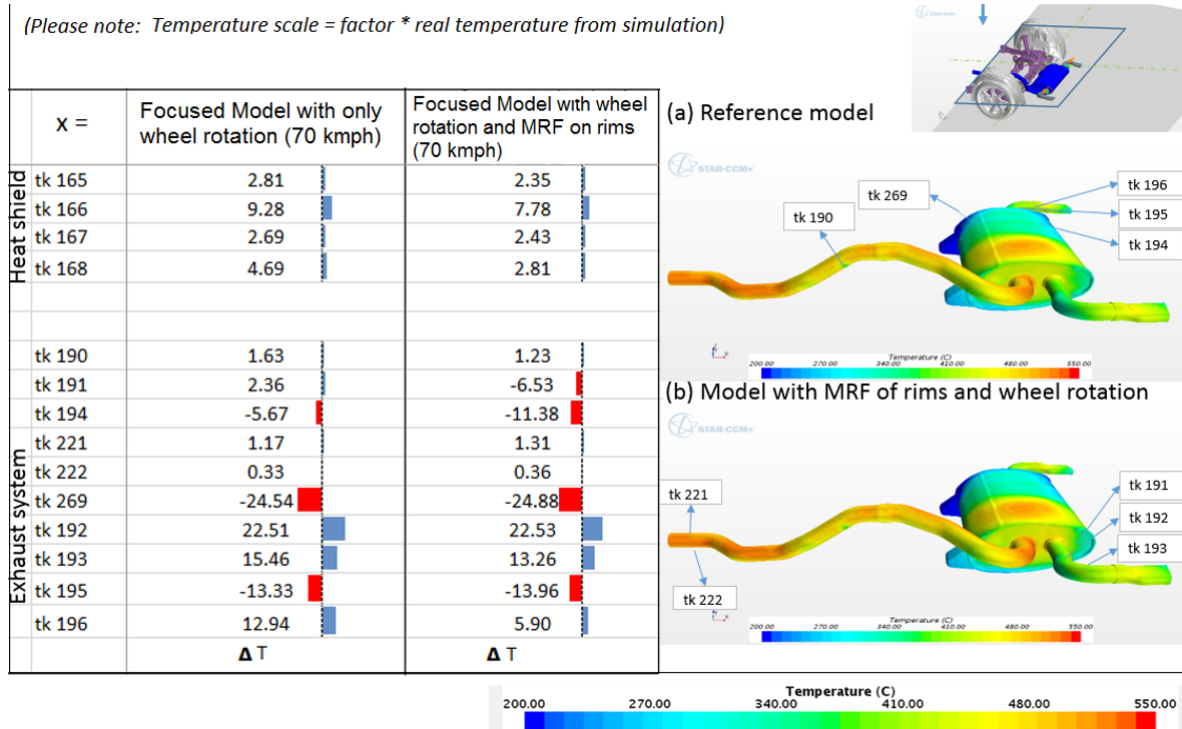 (Please note: Temperature scale = factor * real temperature from simulation)
x =
Focused Model with only
wheel rotation (70 kmph)
Focused Model with wheel
rotation and MRF on rims
(70 kmph)
Heat shield
tk 165 2.81 2.35
tk 166 9.28 7.78
tk 167 2.69 2.43
tk 168 4.69 2.81
Exhaust system
tk 190 1.63 1.23
tk 191 2.36 -6.53
tk 194 -5.67 -11.38
tk 221 1.17 1.31
tk 222 0.33 0.36
tk 269 -24.54 -24.88
tk 192 22.51 22.53
tk 193 15.46 13.26
tk 195 -13.33 -13.96
tk 196 12.94 5.90
Δ T Δ T
(a) Reference model
STAR-CCM+
STAR-CCM+
tk 196
tk 269
tk 195
tk 190
tk 194
Temperature (C)
200.00 270.00 340.00 410.00 480.00 550.00
(b) Model with MRF of rims and wheel rotation
STAR-CCM+
tk 191
tk 221
tk 192
tk 193
tk 222
Temperature (C)
200.00 270.00 340.00 410.00 480.00 550.00
Temperature (C)
200.00 270.00 340.00 410.00 480.00 550.00